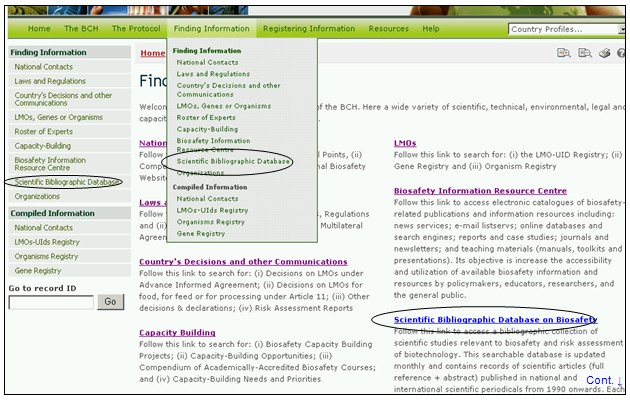 Home The BCH The Protocol Finding Information Registering Information Resources Help Country Profiles...
Finding Information
National Contacts
Laws and Regulations
Country's Decisions and other
Communications
LMOs, Genes or Organisms
Roster of Experts
Capacity-Building
Biosafety Information
Resource Centre
Scientific Bibliographic Database
Organizations
Compiled Information
National Contacts
LMOs-UIds Registry
Organisms Registry
Gene Registry
Go to record ID
Go
Finding Information
National Contacts
Laws and Regulations
Country's Decisions and other
Communications
LMOs, Genes or Organisms
Roster of Experts
Capacity-Building
Biosafety Information
Resource Centre
Scientific Bibliographic Database
Organizations
Compiled Information
National Contacts
LMOs-UIds Registry
Organisms Registry
Gene Registry
Home
Find
Welcon of the BCH. Here a wide variety of scientific, technical, environmental, legal and
capacit
Nation
Follow Points, (ii)
nal Biosafety
Websit
Laws a
Follow , Regulations
and (ii) Multilateral
Agreem
Country's Decisions and other Communications
Follow this link to search for: (i) Decisions on LMOs under
Advance Informed Agreement; (ii) Decisions on LMOs for
food, for feed or for processing under Article 11; (iii) Other
decisions & declarations; (iv) Risk Assessment Reports
Capacity Building
Follow this link to search for: (i) Biosafety Capacity Building
Projects; (ii) Capacity-Building Opportunities; (iii)
Compendium of Academically-Accredited Biosafety Courses;
and (iv) Capacity-Building Needs and Priorities
LMOs
Follow this link to search for: (i) the LMO-UID Registry; (ii)
Gene Registry and (iii) Organism Registry
Biosafety Information Resource Centre
Follow this link to access electronic catalogues of biosafety-
related publications and information resources including:
news services; e-mail listservs; online databases and
search engines; reports and case studies; journals and
newsletters; and teaching materials (manuals, toolkits and
presentations). Its objective is increase the accessibility
and utilization of available biosafety information and
resources by policymakers, educators, researchers, and
the general public.
Scientific Bibliographic Database on Biosafety
Follow this link to access a bibliographic collection of
scientific studies relevant to biosafety and risk assessment
of biotechnology. This searchable database is updated
monthly and contains records of scientific articles (full
reference + abstract) published in national and
international scientific periodicals from 1990 onwards. Each
Cont. ↓